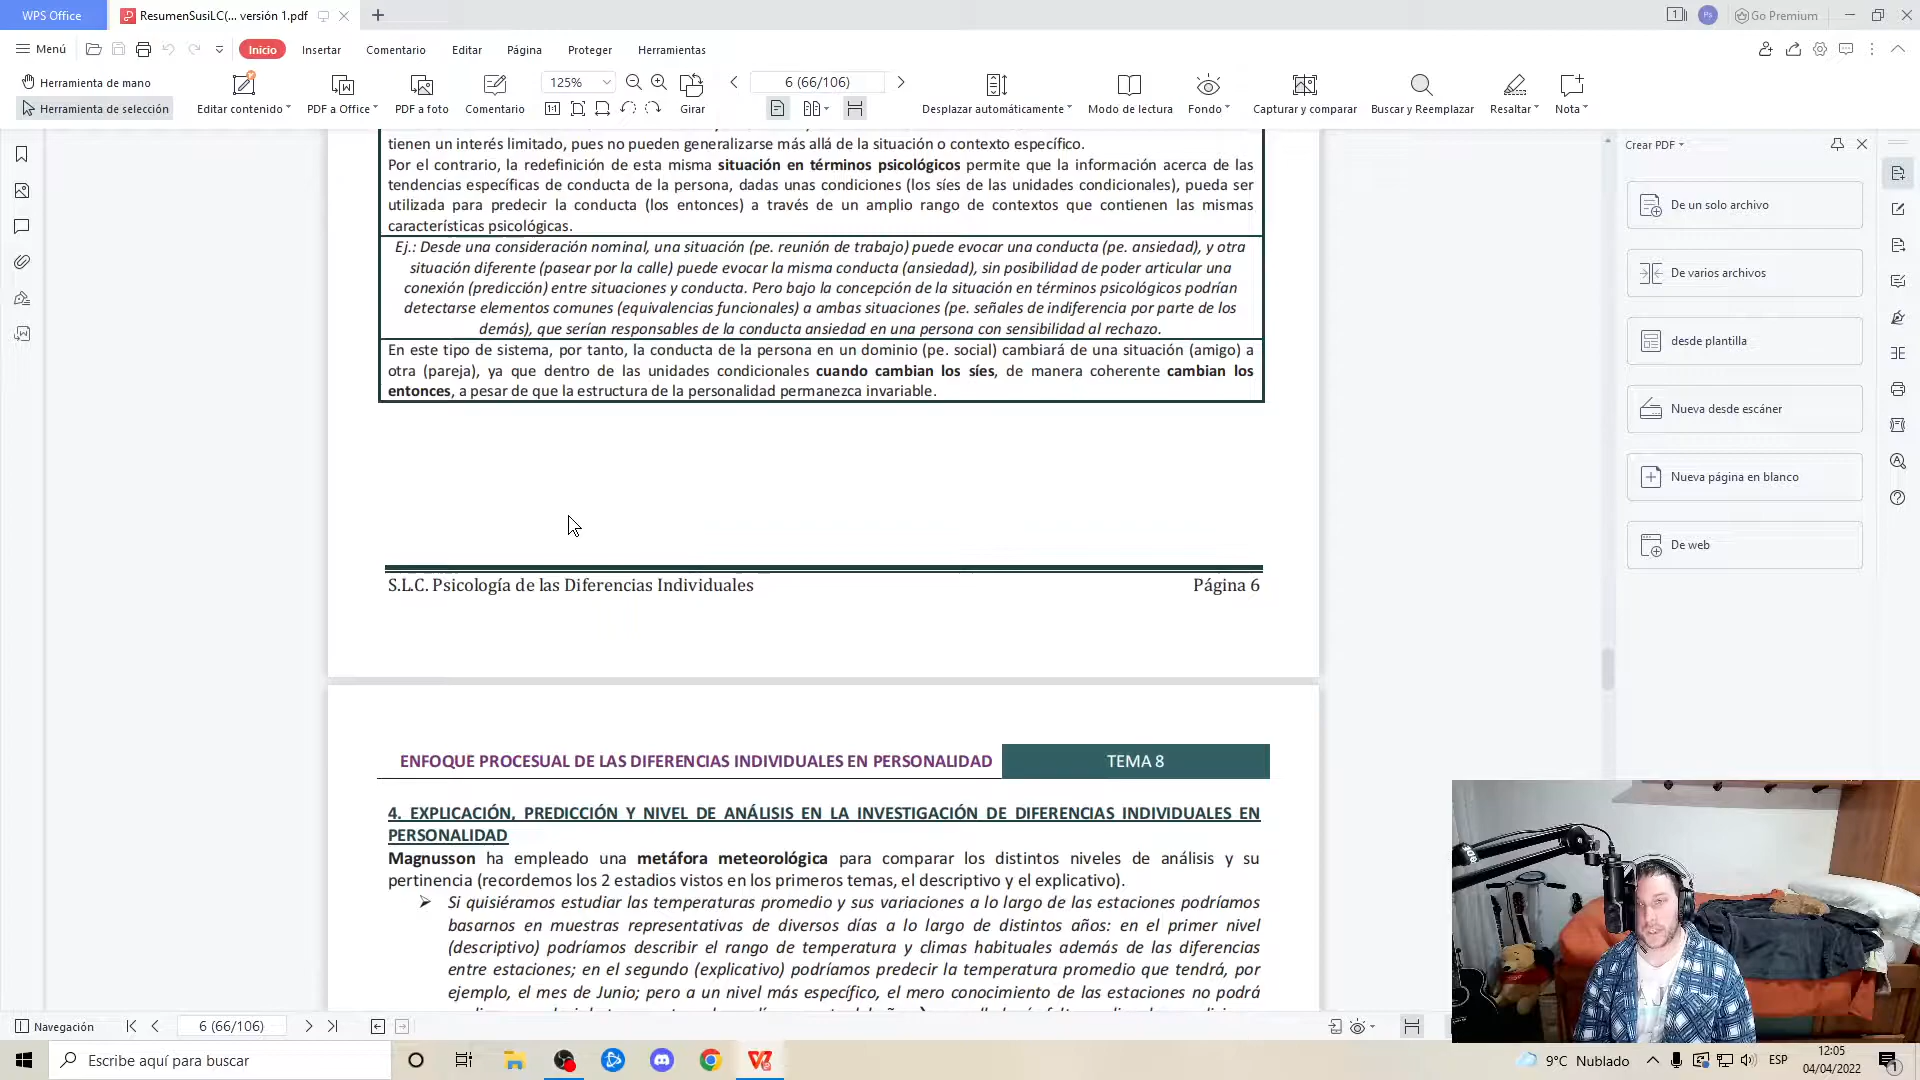 WPS Office
ResumenSusiLC(... versión 1.pdf
Go Premium
Menú
Inicio
Insertar
Comentario
Editar
Página
Proteger
Herramientas
Herramienta de mano
Herramienta de selección
Editar contenido
PDF a Office
PDF a foto
Comentario
125%
Girar
6 (66/106)
Desplazar automáticamente
Modo de lectura
Fondo
Capturar y comparar
Buscar y Reemplazar
Resaltar
Nota
tienen un interés limitado, pues no pueden generalizarse más allá de la situación o contexto específico.
Por el contrario, la redefinición de esta misma situación en términos psicológicos permite que la información acerca de las
tendencias específicas de conducta de la persona, dadas unas condiciones (los síes de las unidades condicionales), pueda ser
utilizada para predecir la conducta (los entonces) a través de un amplio rango de contextos que contienen las mismas
características psicológicas.
Ej.: Desde una consideración nominal, una situación (pe. reunión de trabajo) puede evocar una conducta (pe. ansiedad), y otra
situación diferente (pasear por la calle) puede evocar la misma conducta (ansiedad), sin posibilidad de poder articular una
conexión (predicción) entre situaciones y conducta. Pero bajo la concepción de la situación en términos psicológicos podrían
detectarse elementos comunes (equivalencias funcionales) a ambas situaciones (pe. señales de indiferencia por parte de los
demás), que serían responsables de la conducta ansiedad en una persona con sensibilidad al rechazo.
En este tipo de sistema, por tanto, la conducta de la persona en un dominio (pe. social) cambiará de una situación (amigo) a
otra (pareja), ya que dentro de las unidades condicionales cuando cambian los síes, de manera coherente cambian los
entonces, a pesar de que la estructura de la personalidad permanezca invariable.
S.L.C. Psicología de las Diferencias Individuales
Página 6
ENFOQUE PROCESUAL DE LAS DIFERENCIAS INDIVIDUALES EN PERSONALIDAD
TEMA 8
4. EXPLICACIÓN, PREDICCIÓN Y NIVEL DE ANÁLISIS EN LA INVESTIGACIÓN DE DIFERENCIAS INDIVIDUALES EN
PERSONALIDAD
Magnusson ha empleado una metáfora meteorológica para comparar los distintos niveles de análisis y su
pertinencia (recordemos los 2 estadios vistos en los primeros temas, el descriptivo y el explicativo).
Si quisiéramos estudiar las temperaturas promedio y sus variaciones a lo largo de las estaciones podríamos
basarnos en muestras representativas de diversos días a lo largo de distintos años: en el primer nivel
(descriptivo) podríamos describir el rango de temperatura y climas habituales además de las diferencias
entre estaciones; en el segundo (explicativo) podríamos predecir la temperatura promedio que tendrá, por
ejemplo, el mes de Junio; pero a un nivel más específico, el mero conocimiento de las estaciones no podrá
Crear PDF
De un solo archivo
De varios archivos
desde plantilla
Nueva desde escáner
Nueva página en blanco
De web
Navegación
6 (66/106)
Escribe aquí para buscar
9°C Nublado
ESP
12:05
04/04/2022